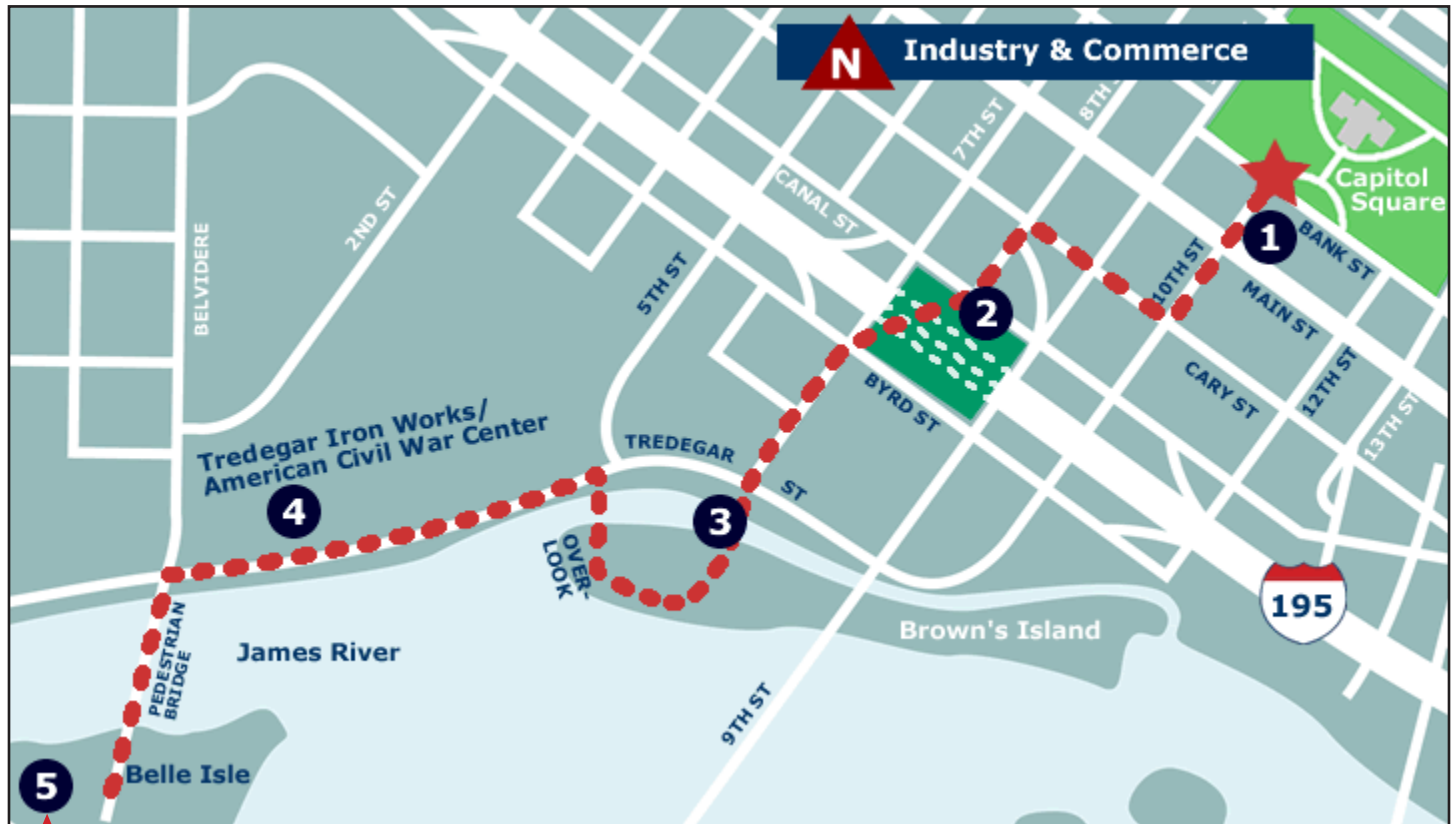 N
Industry & Commerce
7TH ST
8TH S
CANAL ST
2ND ST
BELVIDERE
5TH ST
10TH ST
Capitol
Square
1
BANK ST
MAIN ST
2
BYRD ST
CARY ST
12TH ST
13TH ST
Tredegar Iron Works/
American Civil War Center
TREDEGAR
ST
4
3
OVER-
LOOK
195
Brown's Island
James River
PEDESTRIAN
BRIDGE
9TH ST
5
Belle Isle